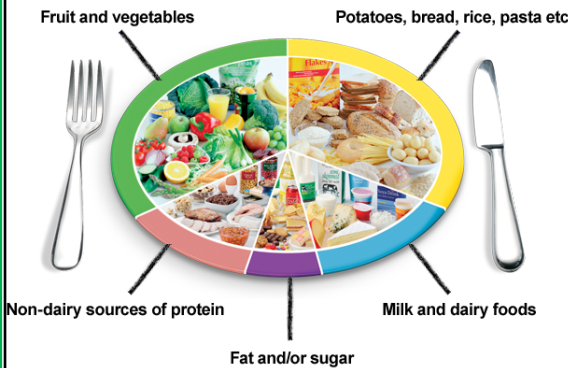 Fruit and vegetables
Potatoes, bread, rice, pasta etc
Flakes
Non-dairy sources of protein
Milk and dairy foods
Fat and/or sugar